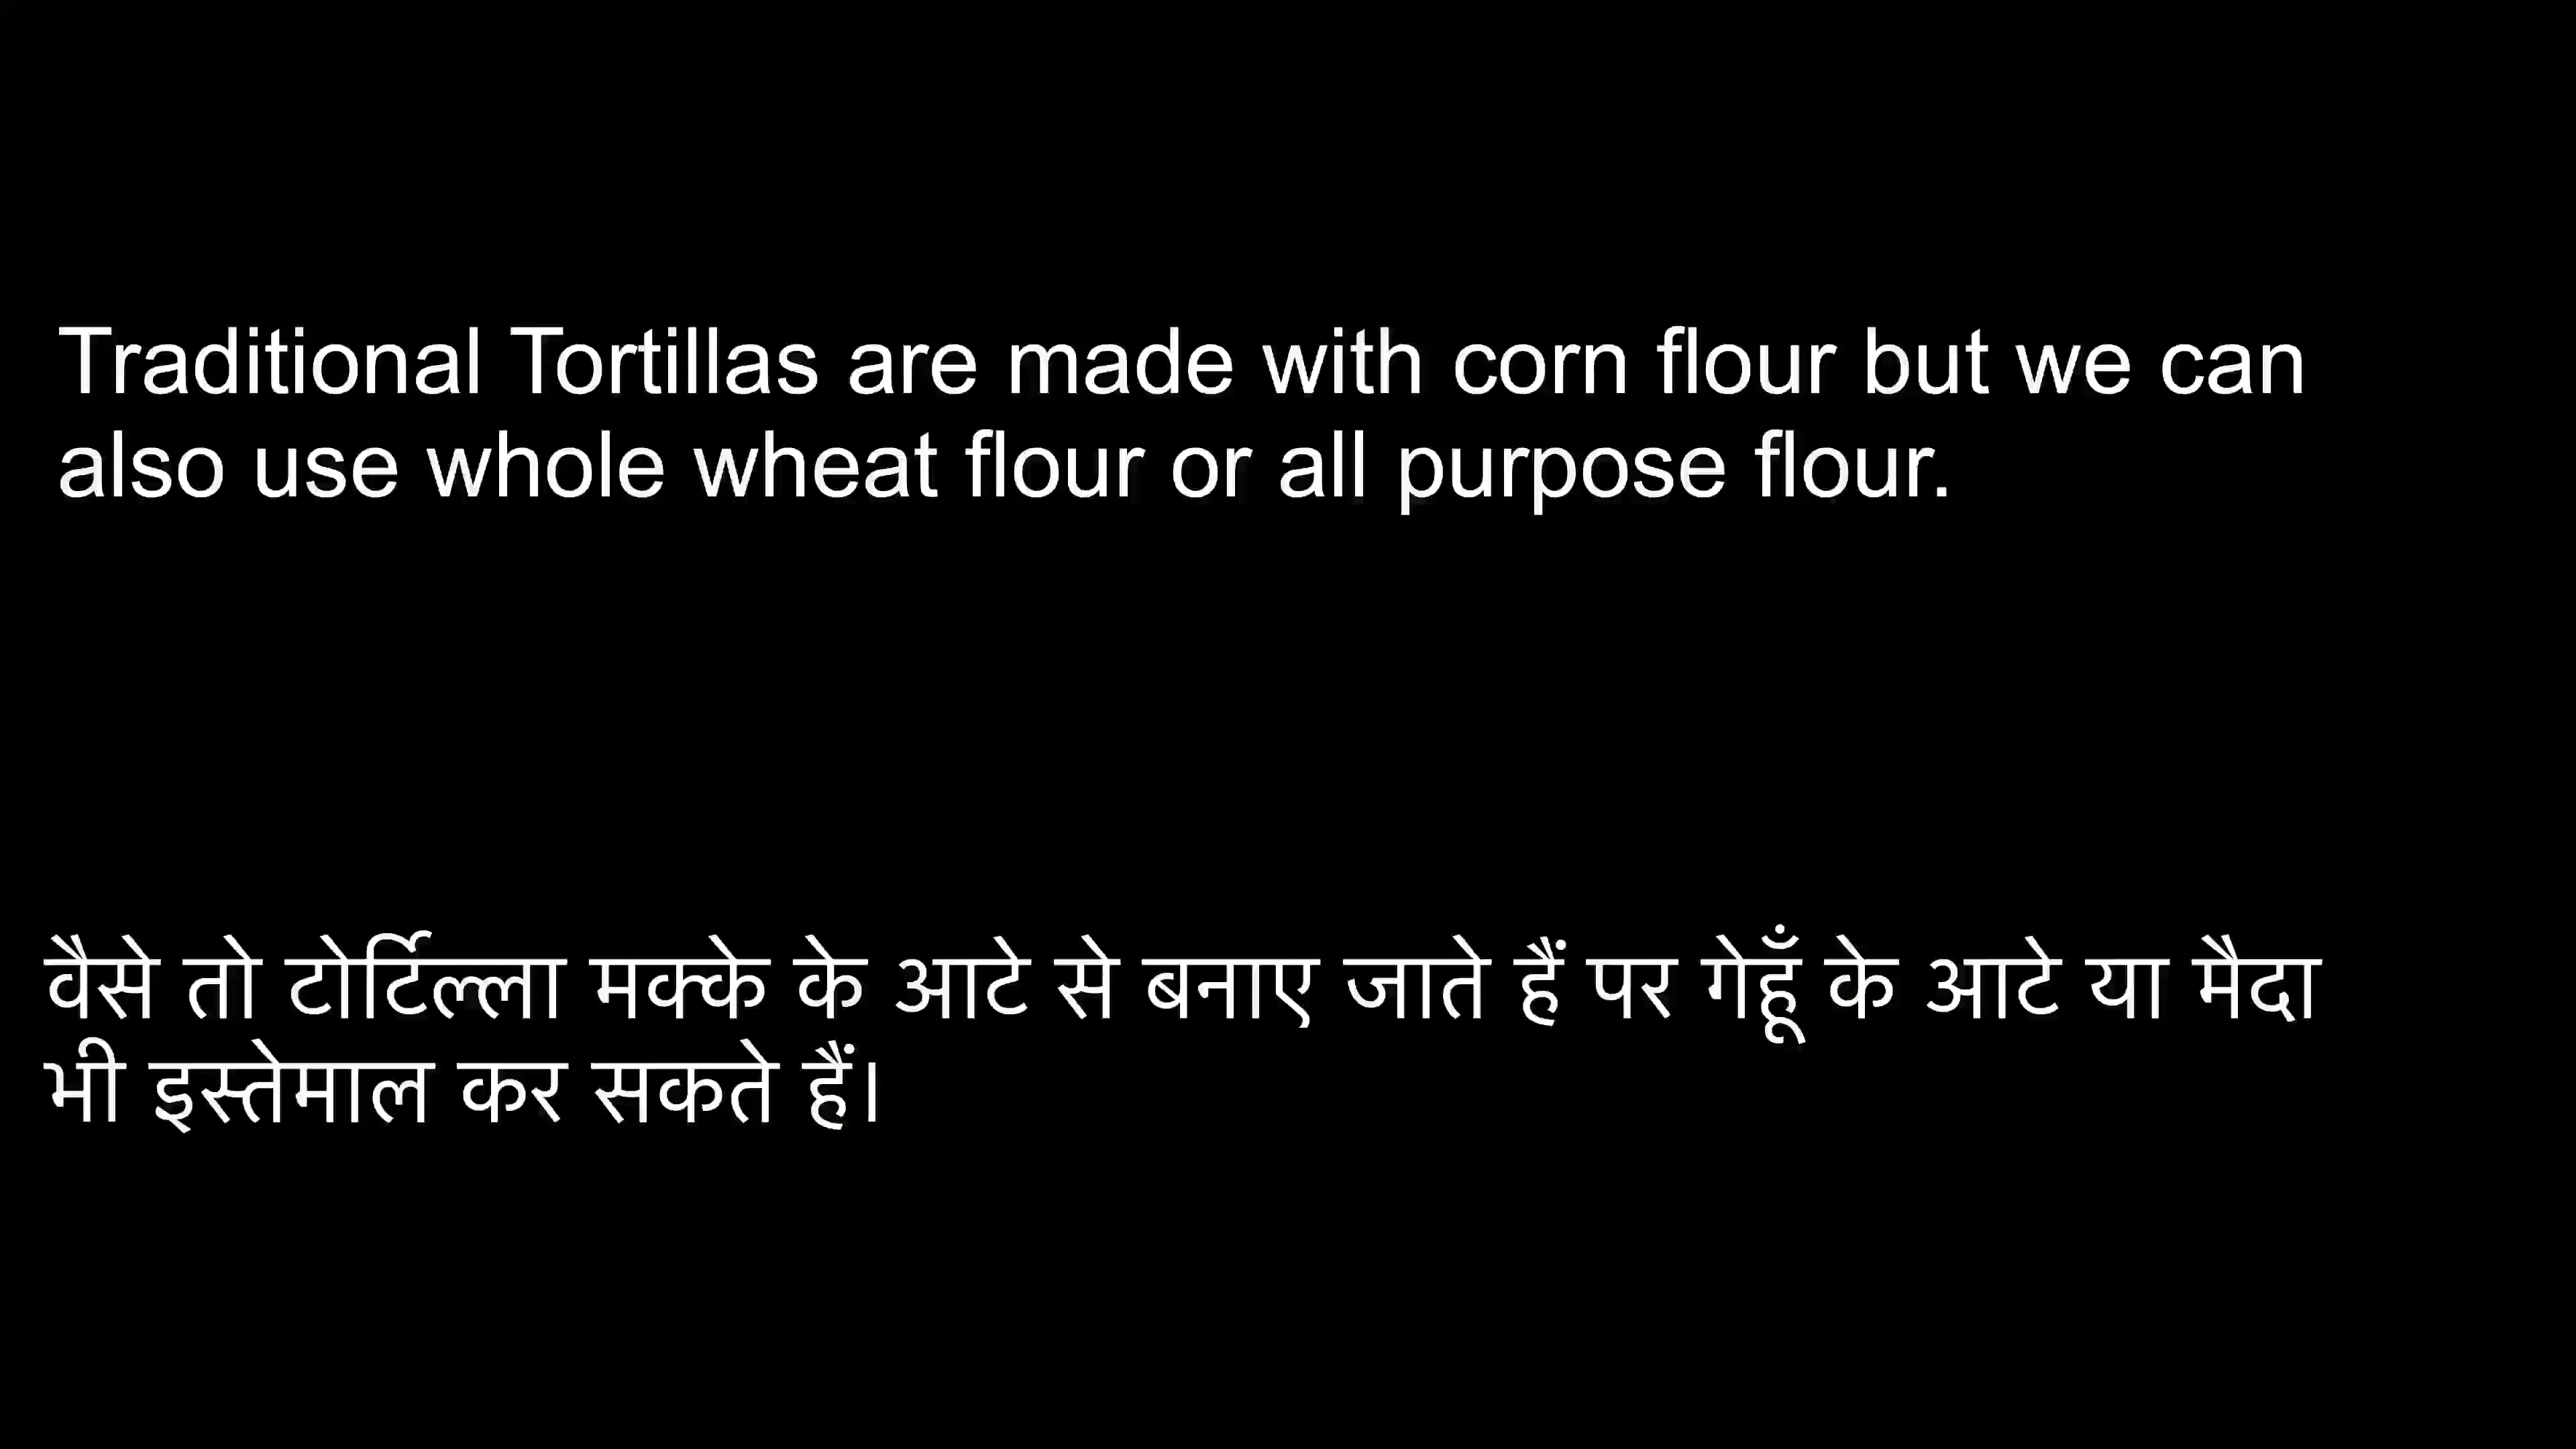 Traditional Tortillas are made with corn flour but we can
also use whole wheat flour or all purpose flour.
वैसे तो टोर्टिल्ला मक्के के आटे से बनाए जाते हैं पर गेहूँ के आटे या मैदा
भी इस्तेमाल कर सकते हैं।